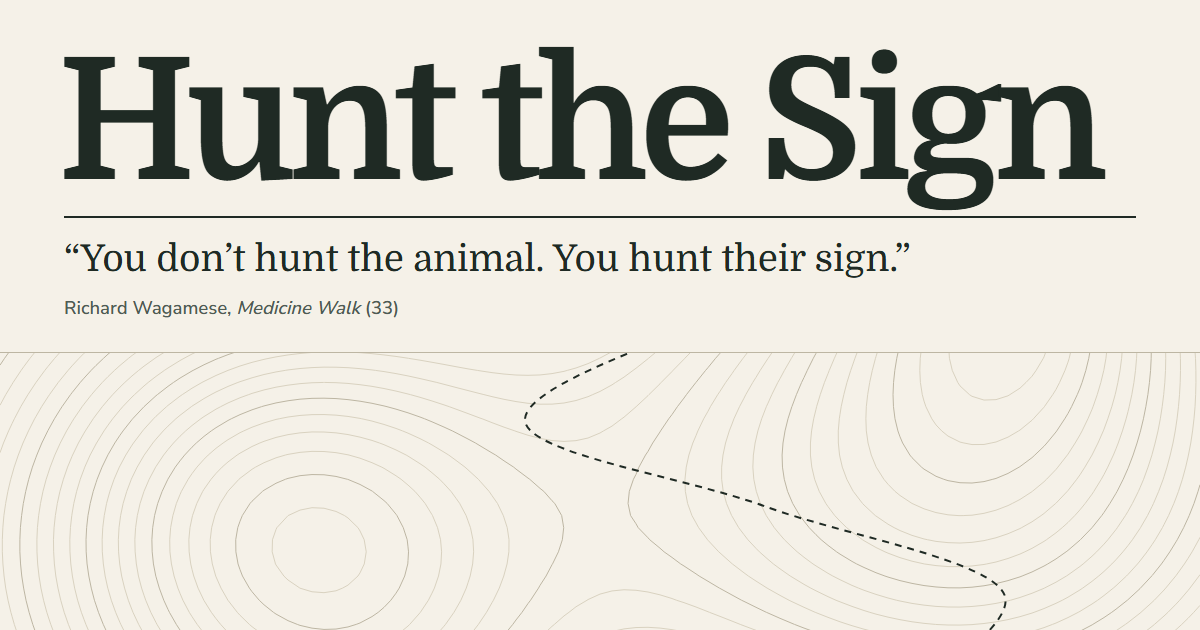 Hunt the Sign
“You don’t hunt the animal. You hunt their sign.”
Richard Wagamese, Medicine Walk (33)